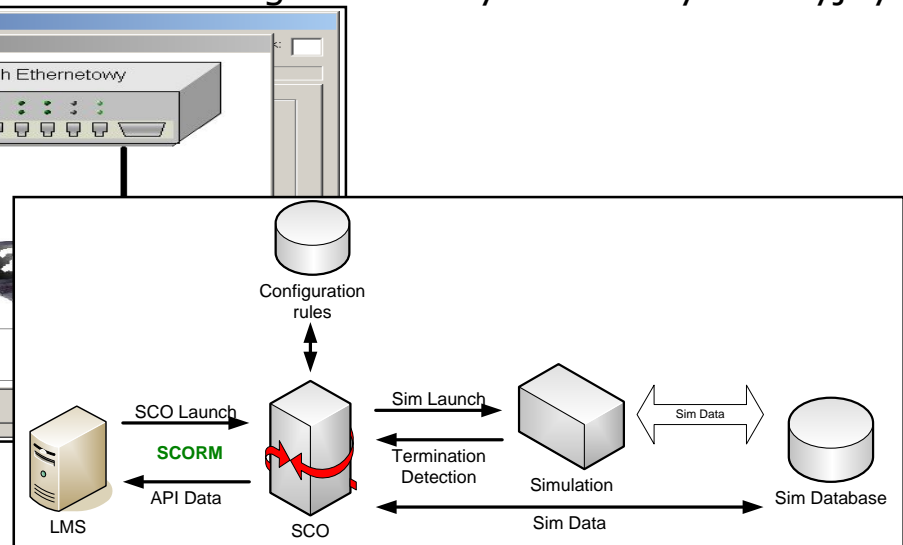 h Ethernetowy
Configuration
rules
SCO Launch
Sim Launch
Sim Data
SCORM
Termination
Detection
API Data
Simulation
Sim Database
LMS
SCO
Sim Data